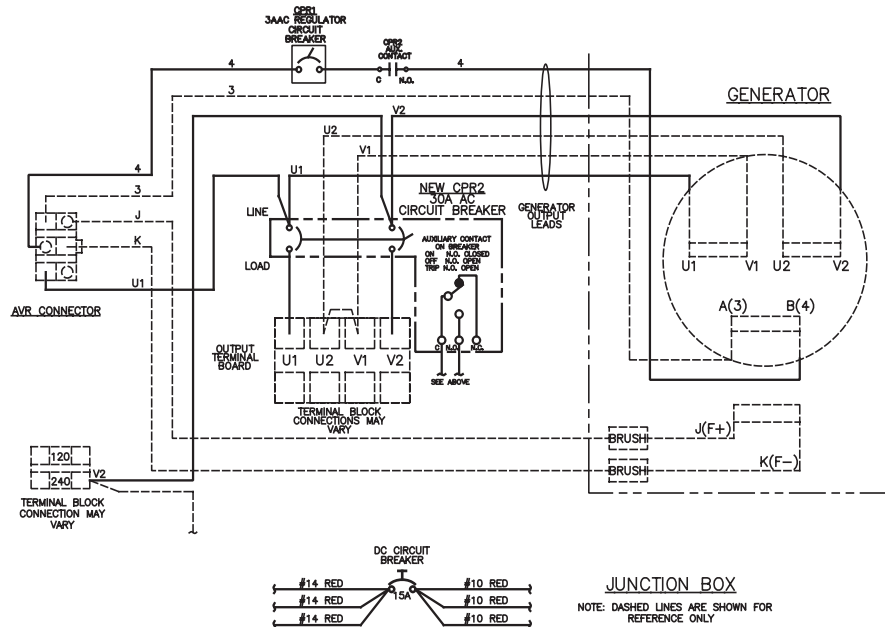 CPR1
3AAC REGULATOR
CIRCUIT
BREAKER
CPR2
AUX.
CONTACT
4
C
N.O.
4
3
GENERATOR
V2
U2
V1
U1
4
3
J
K
U1
AVR CONNECTOR
NEW CPR2
30A AC
CIRCUIT BREAKER
LINE
LOAD
GENERATOR
OUTPUT
LEADS
AUXILIARY CONTACT
ON BREAKER
ON N.O. CLOSED
OFF N.O. OPEN
TRIP N.O. OPEN
U1 V1 U2 V2
A(3) B(4)
OUTPUT
TERMINAL
BOARD
U1 U2 V1 V2
C N.O. N.C.
SEE ABOVE
TERMINAL BLOCK
CONNECTIONS MAY
VARY
BRUSH
J(F+)
BRUSH
K(F-)
120
240
V2
TERMINAL BLOCK
CONNECTION MAY
VARY
DC CIRCUIT
BREAKER
15A
#14 RED
#10 RED
#14 RED
#10 RED
#14 RED
#10 RED
JUNCTION BOX
NOTE: DASHED LINES ARE SHOWN FOR
REFERENCE ONLY